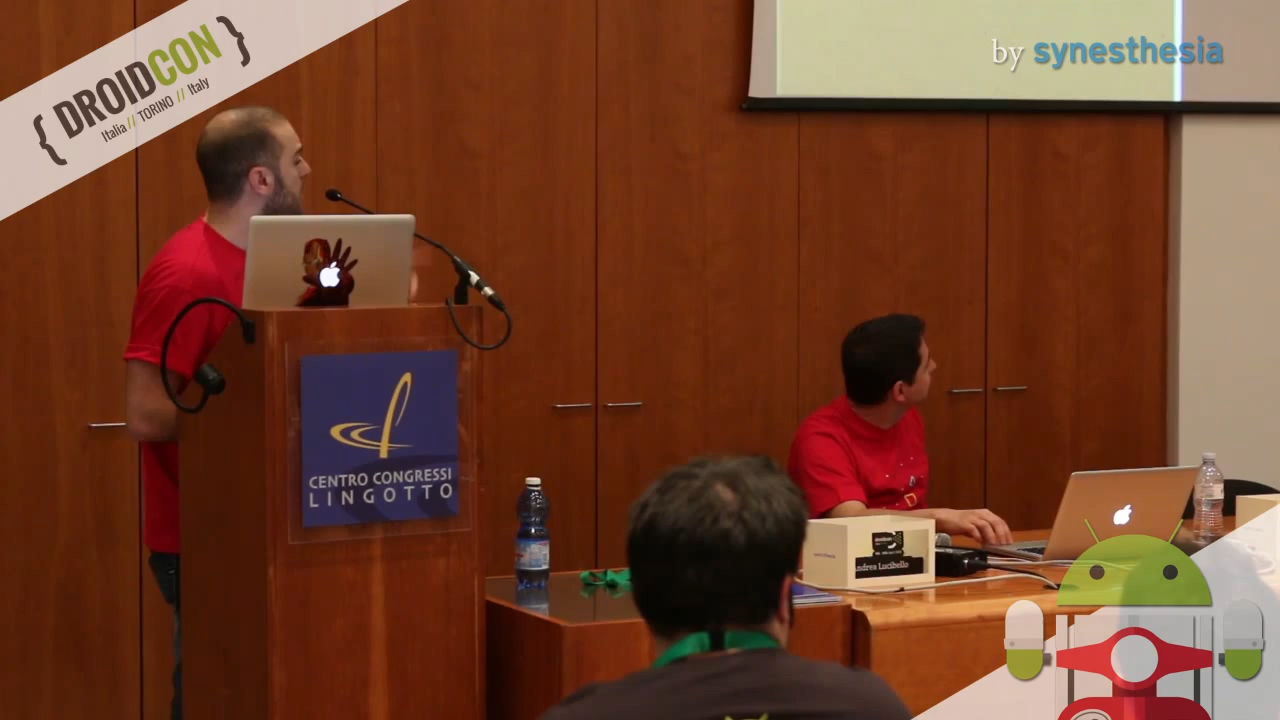 { DROIDCON }
Italia // TORINO // Italy
by synesthesia
CENTRO CONGRESSI
LINGOTTO
Andrea Lucibello